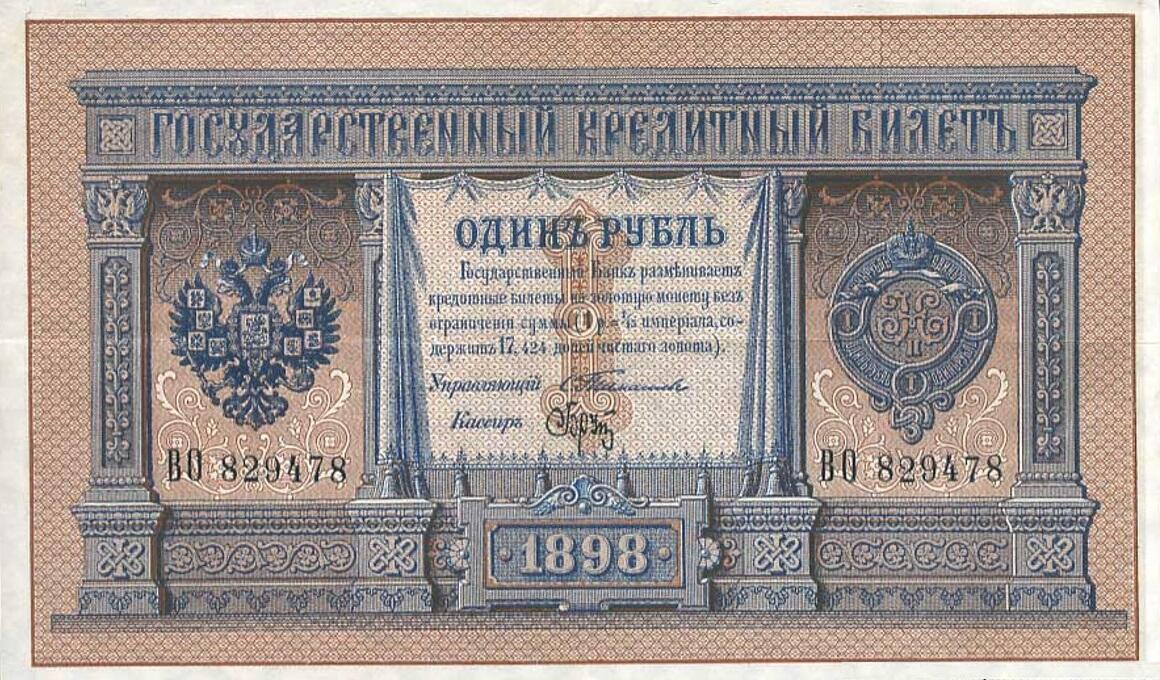 ГОСУДАРСТВЕННЫЙ КРЕДИТНЫЙ БИЛЕТЪ
ОДИНЪ РУБЛЬ
Государственный Банкъ размѣниваетъ
кредитные билеты на золотую монету безъ
ограниченія суммы (1 р. = 1/15 имперіала, со-
держитъ 17,424 долей чистаго золота).
Управляющій
Кассиръ
ВО 829478
ВО 829478
1898